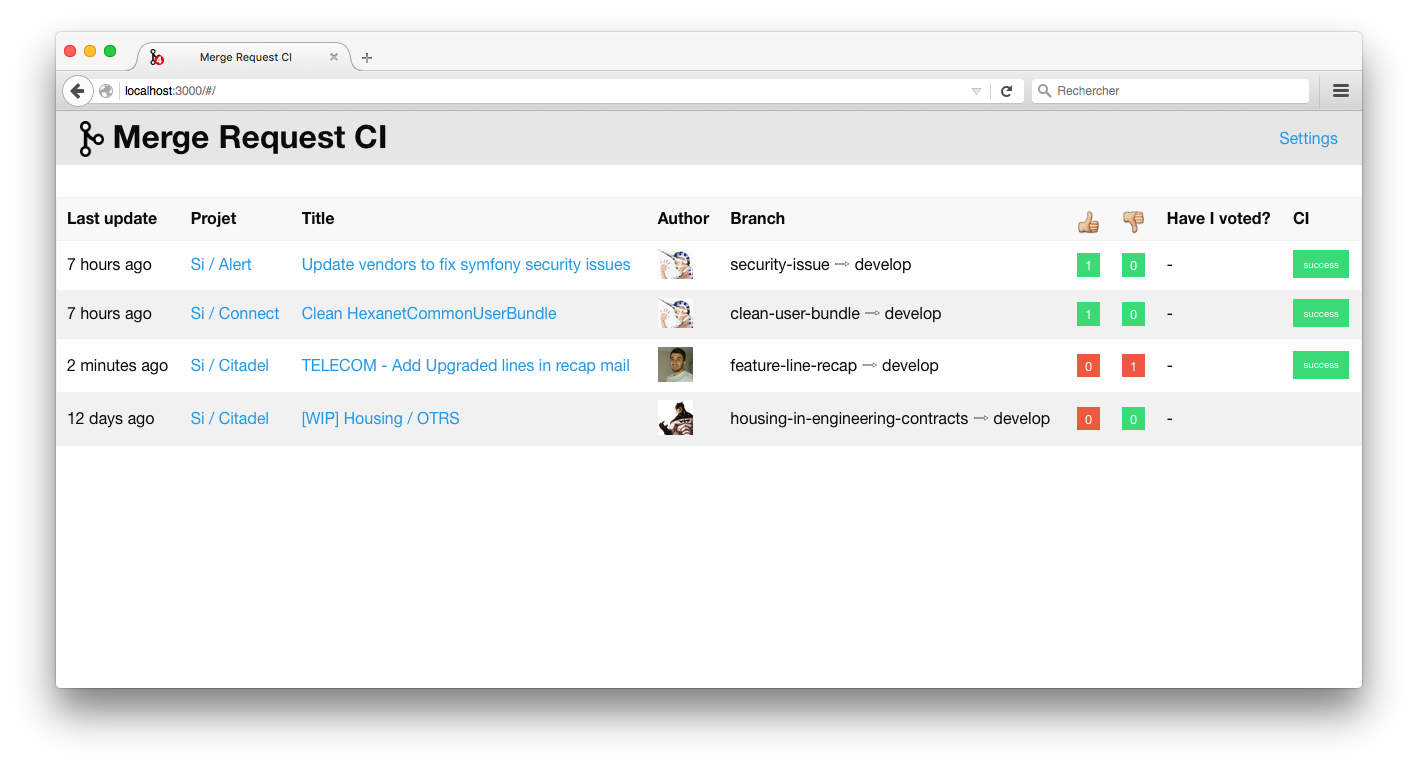 Merge Request CI
localhost:3000/#/
Rechercher
Merge Request CI
Settings
Last update Projet Title Author Branch Have I voted? CI
7 hours ago Si / Alert Update vendors to fix symfony security issues security-issue → develop 1 0 - success
7 hours ago Si / Connect Clean HexanetCommonUserBundle clean-user-bundle → develop 1 0 - success
2 minutes ago Si / Citadel TELECOM - Add Upgraded lines in recap mail feature-line-recap → develop 0 1 - success
12 days ago Si / Citadel [WIP] Housing / OTRS housing-in-engineering-contracts → develop 0 0 -